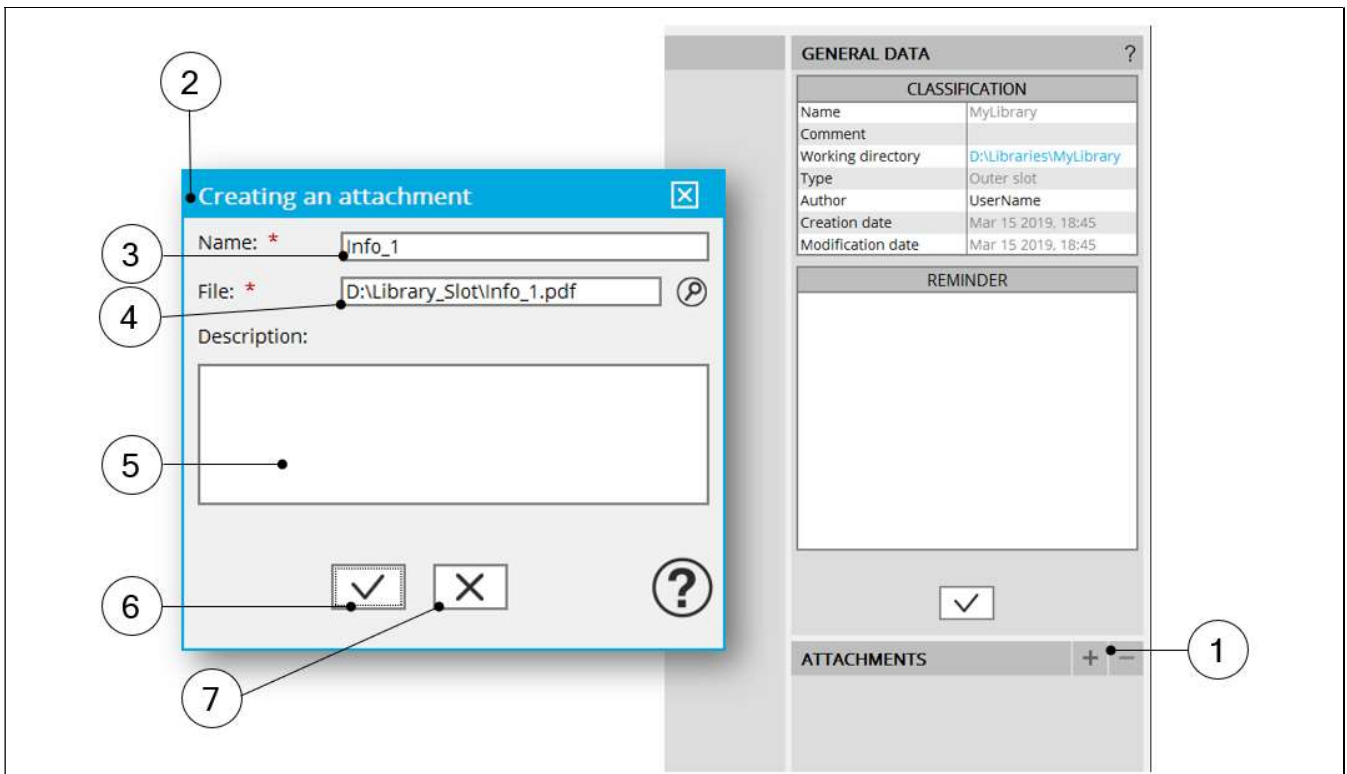 GENERAL DATA ?
CLASSIFICATION
Name MyLibrary
Comment
Working directory D:\Libraries\MyLibrary
Type Outer slot
Author UserName
Creation date Mar 15 2019, 18:45
Modification date Mar 15 2019, 18:45
REMINDER
ATTACHMENTS + −
1
2
Creating an attachment
3
Name: * Info_1
4
File: * D:\Library_Slot\Info_1.pdf
Description:
5
6
7
?